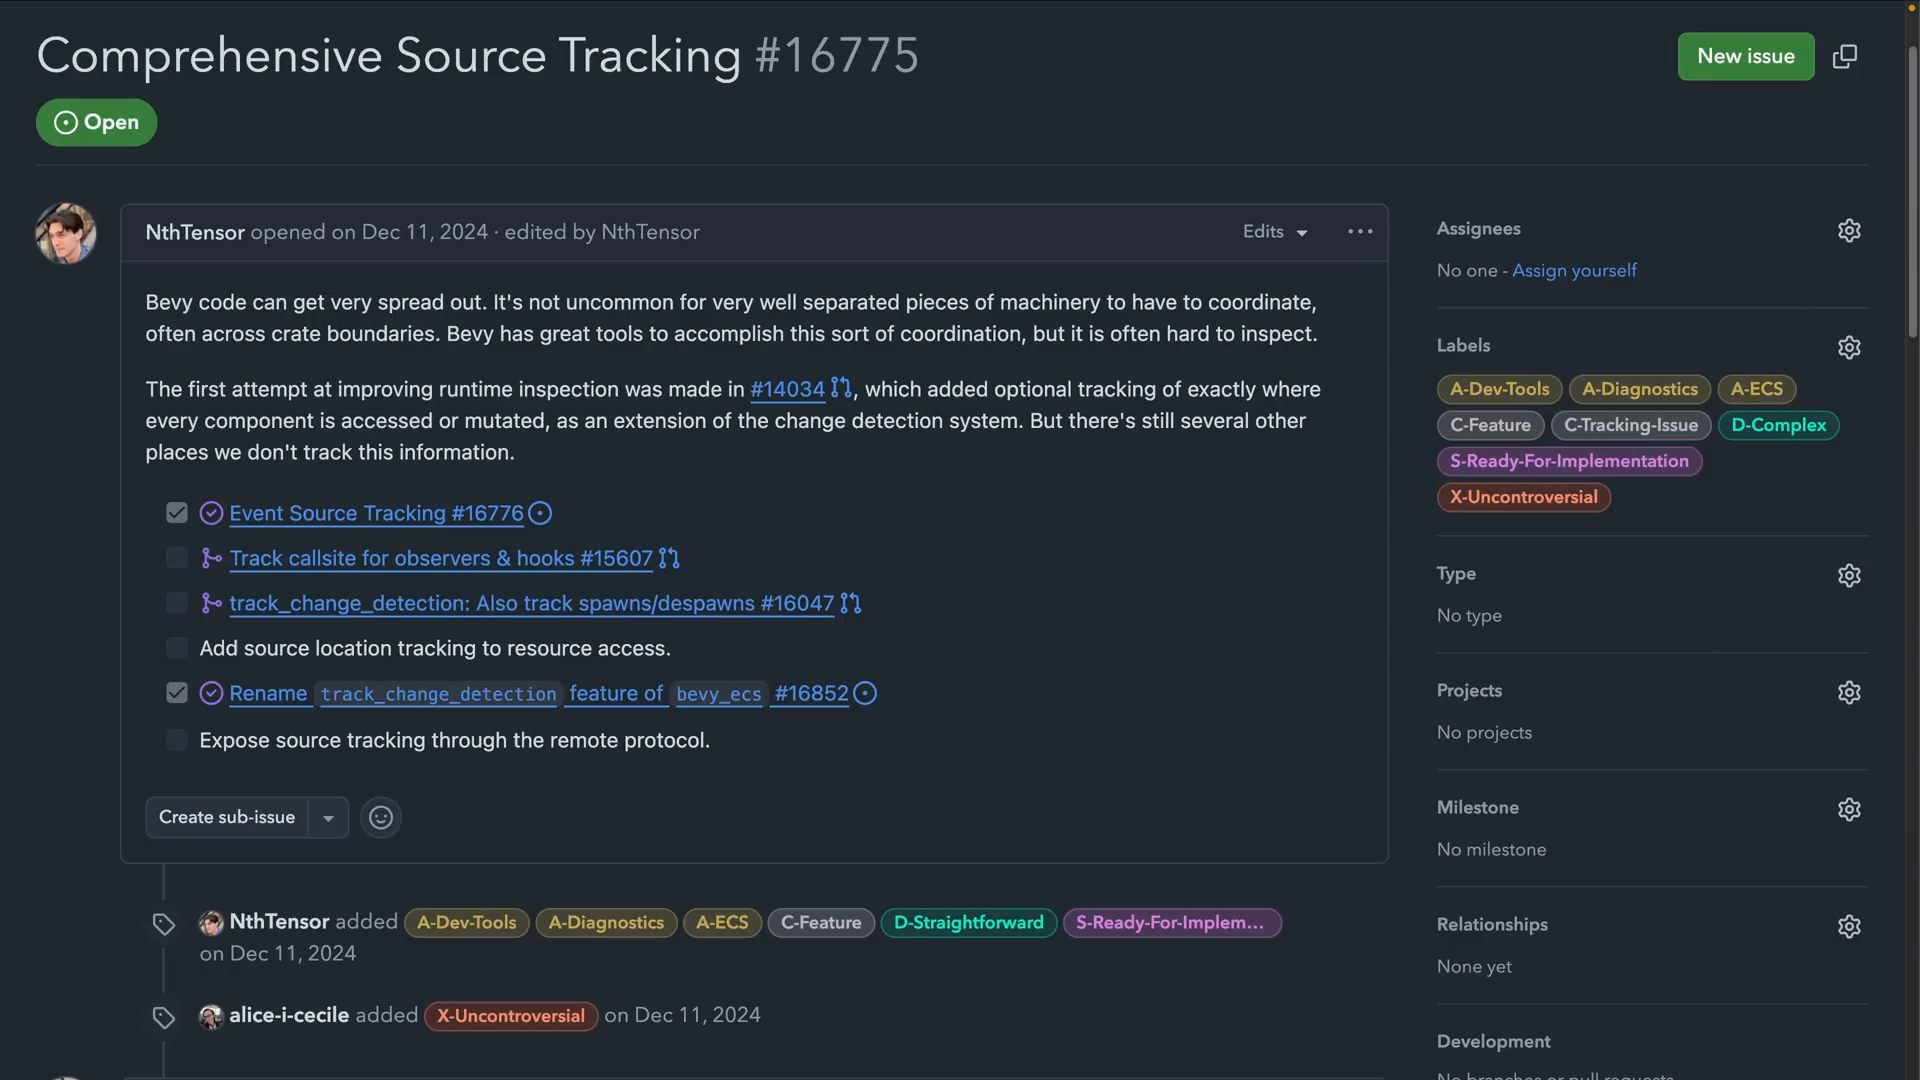 Comprehensive Source Tracking #16775
New issue
Open
NthTensor opened on Dec 11, 2024 · edited by NthTensor
Edits
Bevy code can get very spread out. It's not uncommon for very well separated pieces of machinery to have to coordinate,
often across crate boundaries. Bevy has great tools to accomplish this sort of coordination, but it is often hard to inspect.
The first attempt at improving runtime inspection was made in #14034, which added optional tracking of exactly where
every component is accessed or mutated, as an extension of the change detection system. But there's still several other
places we don't track this information.
Event Source Tracking #16776
Track callsite for observers & hooks #15607
track_change_detection: Also track spawns/despawns #16047
Add source location tracking to resource access.
Rename track_change_detection feature of bevy_ecs #16852
Expose source tracking through the remote protocol.
Create sub-issue
NthTensor added A-Dev-Tools A-Diagnostics A-ECS C-Feature D-Straightforward S-Ready-For-Implem...
on Dec 11, 2024
alice-i-cecile added X-Uncontroversial on Dec 11, 2024
Assignees
No one - Assign yourself
Labels
A-Dev-Tools A-Diagnostics A-ECS
C-Feature C-Tracking-Issue D-Complex
S-Ready-For-Implementation
X-Uncontroversial
Type
No type
Projects
No projects
Milestone
No milestone
Relationships
None yet
Development
No branches or pull requests